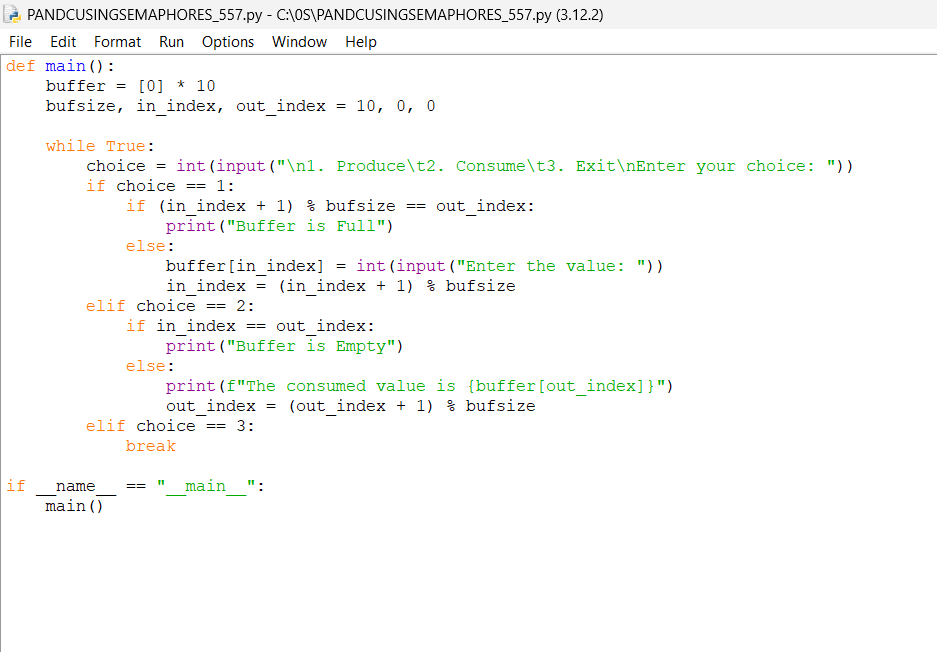 PANDCUSINGSEMAPHORES_557.py - C:\0S\PANDCUSINGSEMAPHORES_557.py (3.12.2)
File Edit Format Run Options Window Help
def main():
    buffer = [0] * 10
    bufsize, in_index, out_index = 10, 0, 0

    while True:
        choice = int(input("\n1. Produce\t2. Consume\t3. Exit\nEnter your choice: "))
        if choice == 1:
            if (in_index + 1) % bufsize == out_index:
                print("Buffer is Full")
            else:
                buffer[in_index] = int(input("Enter the value: "))
                in_index = (in_index + 1) % bufsize
        elif choice == 2:
            if in_index == out_index:
                print("Buffer is Empty")
            else:
                print(f"The consumed value is {buffer[out_index]}")
                out_index = (out_index + 1) % bufsize
        elif choice == 3:
            break

if __name__ == "__main__":
    main()